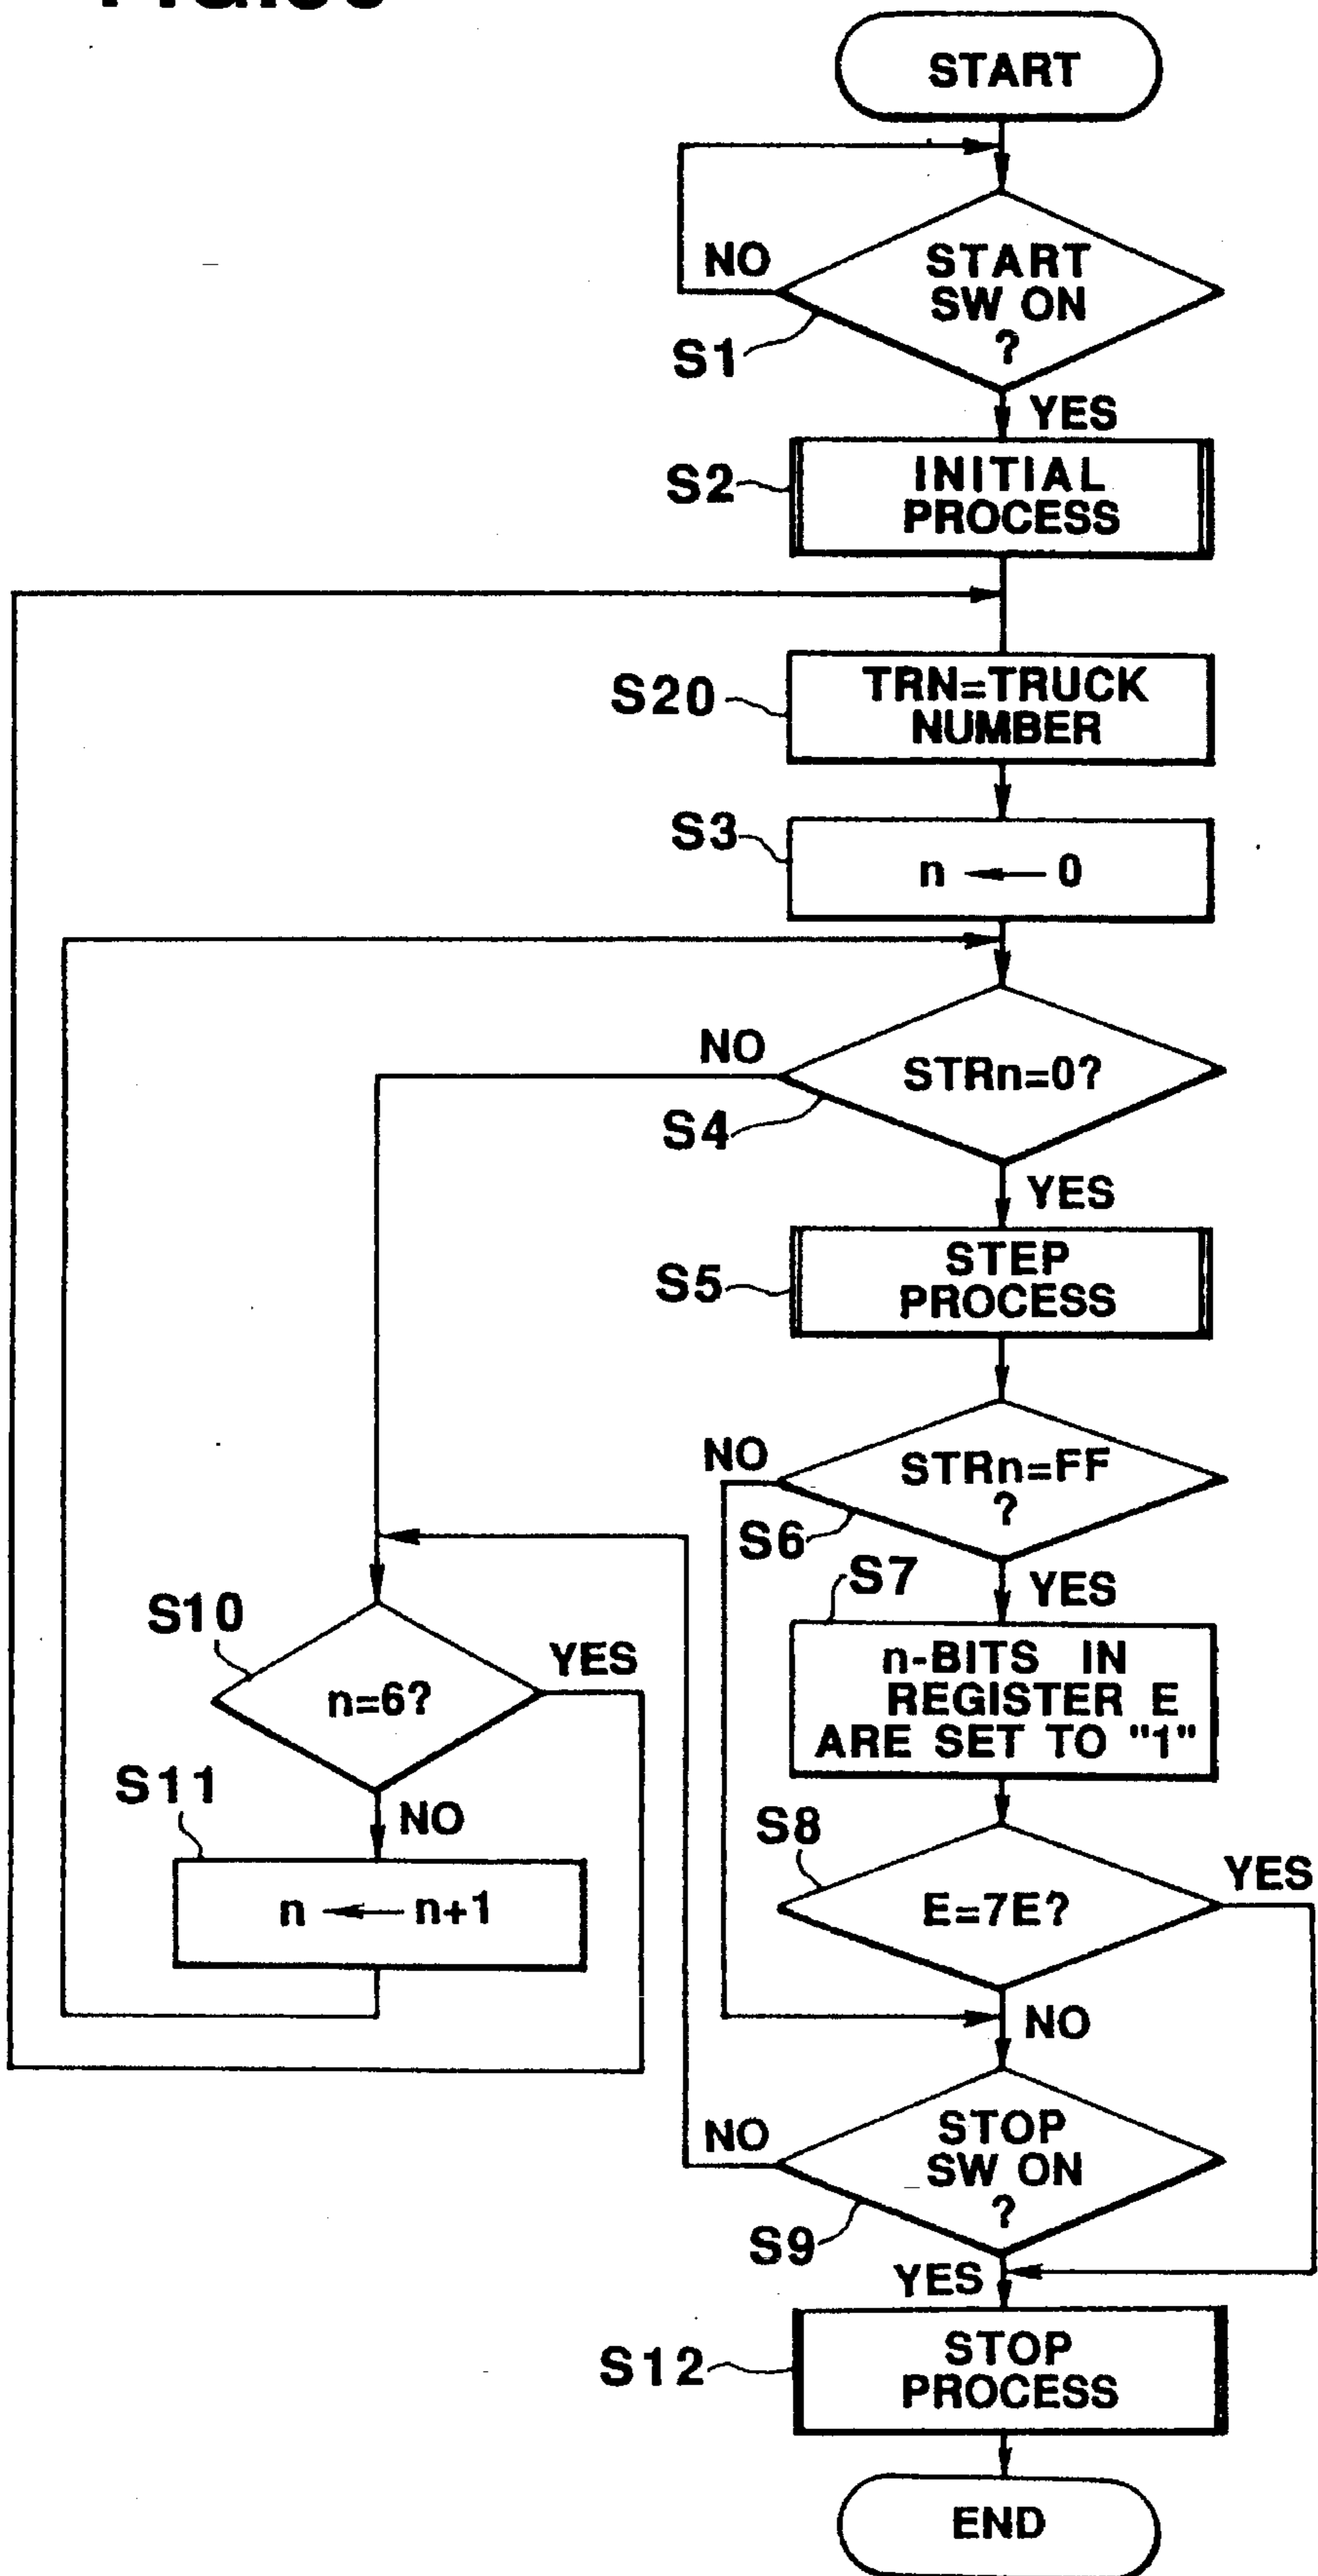 START
NO
START
SW ON
?
S1
YES
S2
INITIAL
PROCESS
S20
TRN=TRUCK
NUMBER
S3
n ← 0
NO
STRn=0?
S4
YES
S5
STEP
PROCESS
NO
STRn=FF
?
S6
S7
YES
n-BITS IN
REGISTER E
ARE SET TO "1"
S10
YES
n=6?
S11
NO
n ← n+1
S8
YES
E=7E?
NO
NO
STOP
SW ON
?
S9
YES
S12
STOP
PROCESS
END